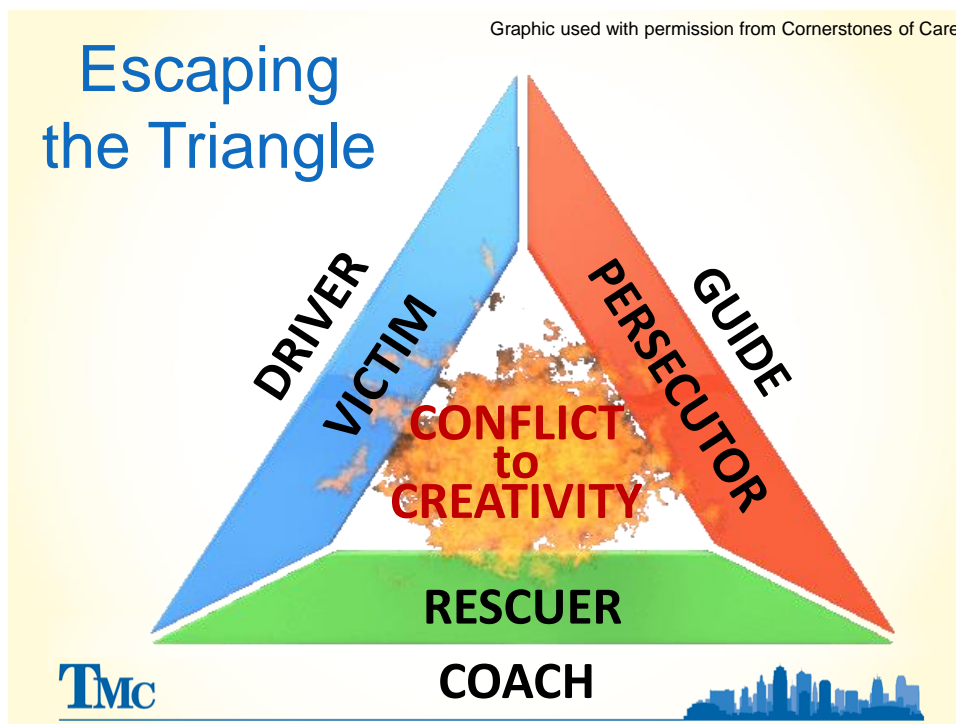 Graphic used with permission from Cornerstones of Care
Escaping
the Triangle
DRIVER
VICTIM
PERSECUTOR
GUIDE
CONFLICT
to
CREATIVITY
RESCUER
COACH
TMC